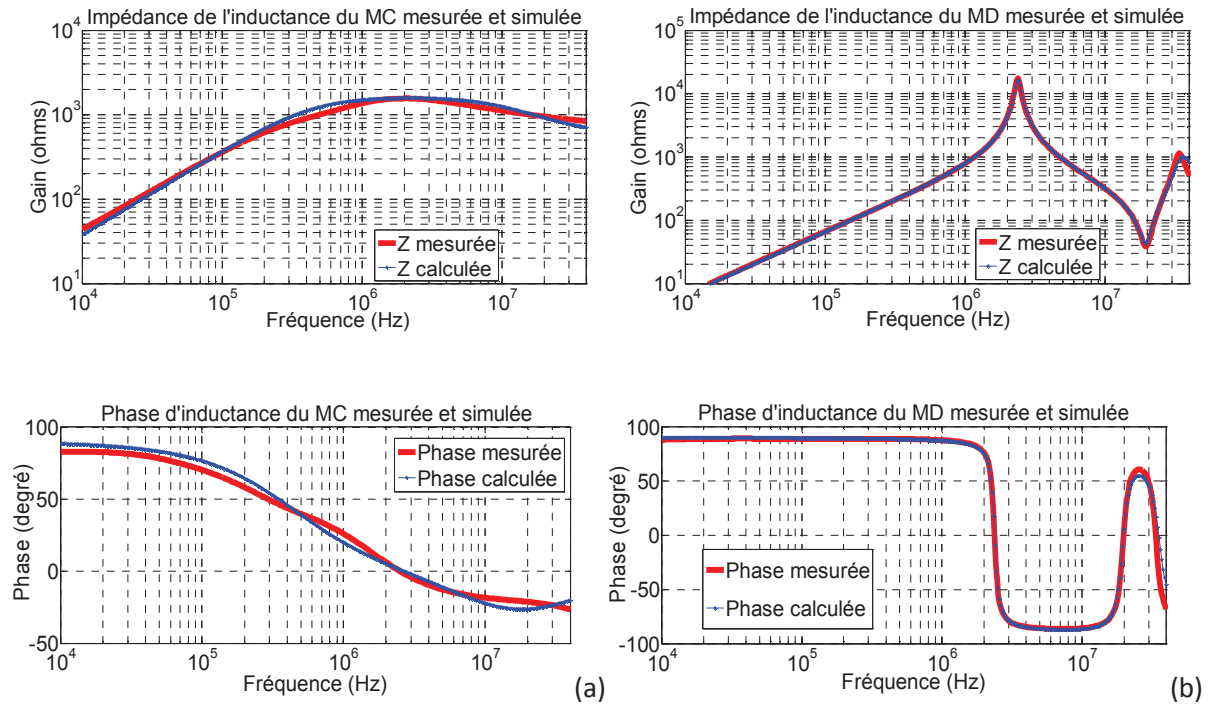 Impédance de l'inductance du MC mesurée et simulée
10^4
10^3
10^2
10^1
Gain (ohms)
Z mesurée
Z calculée
10^4 10^5 10^6 10^7
Fréquence (Hz)
Impédance de l'inductance du MD mesurée et simulée
10^5
10^4
10^3
10^2
10^1
Gain (ohms)
Z mesurée
Z calculée
10^4 10^5 10^6 10^7
Fréquence (Hz)
Phase d'inductance du MC mesurée et simulée
100
50
0
-50
Phase (degré)
Phase mesurée
Phase calculée
10^4 10^5 10^6 10^7
Fréquence (Hz)
(a)
Phase d'inductance du MD mesurée et simulée
100
50
0
-50
-100
Phase (degré)
Phase mesurée
Phase calculée
10^4 10^5 10^6 10^7
Fréquence (Hz)
(b)